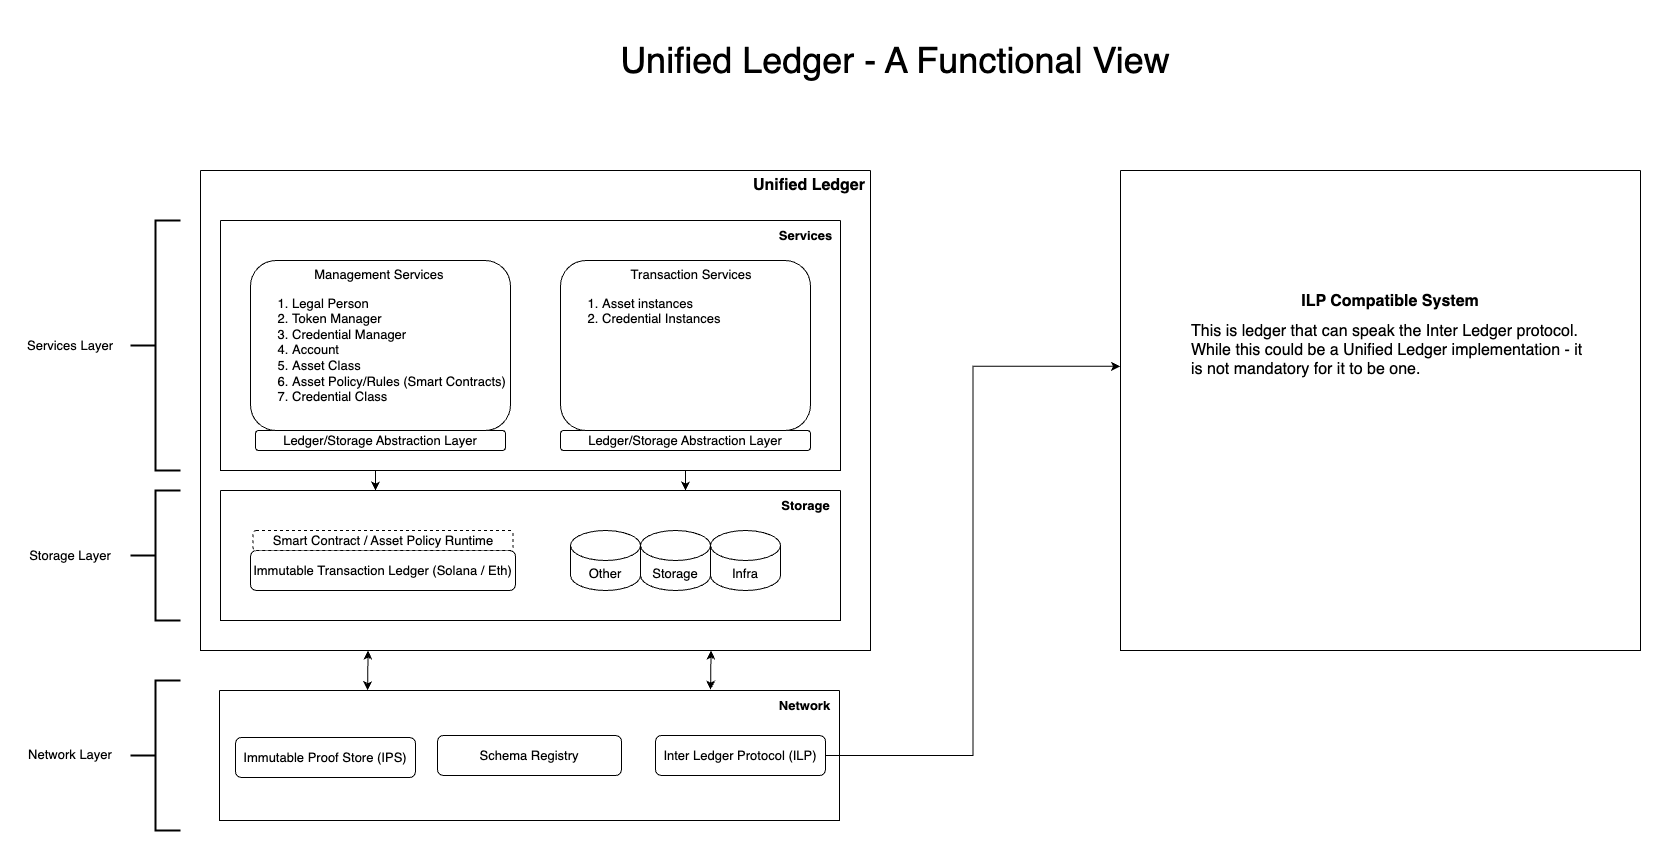 Unified Ledger - A Functional View
Unified Ledger
Services
Services Layer
Management Services
1. Legal Person
2. Token Manager
3. Credential Manager
4. Account
5. Asset Class
6. Asset Policy/Rules (Smart Contracts)
7. Credential Class
Ledger/Storage Abstraction Layer
Transaction Services
1. Asset instances
2. Credential Instances
Ledger/Storage Abstraction Layer
Storage
Storage Layer
Smart Contract / Asset Policy Runtime
Immutable Transaction Ledger (Solana / Eth)
Other
Storage
Infra
Network
Network Layer
Immutable Proof Store (IPS)
Schema Registry
Inter Ledger Protocol (ILP)
ILP Compatible System
This is ledger that can speak the Inter Ledger protocol.
While this could be a Unified Ledger implementation - it
is not mandatory for it to be one.